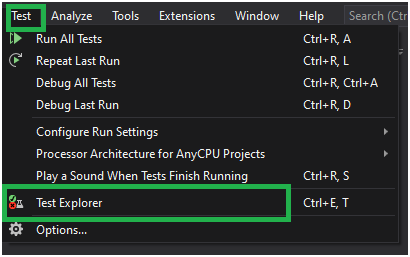 Test Analyze Tools Extensions Window Help Search (Ctrl
Run All Tests Ctrl+R, A
Repeat Last Run Ctrl+R, L
Debug All Tests Ctrl+R, Ctrl+A
Debug Last Run Ctrl+R, D
Configure Run Settings
Processor Architecture for AnyCPU Projects
Play a Sound When Tests Finish Running Ctrl+R, S
Test Explorer Ctrl+E, T
Options...